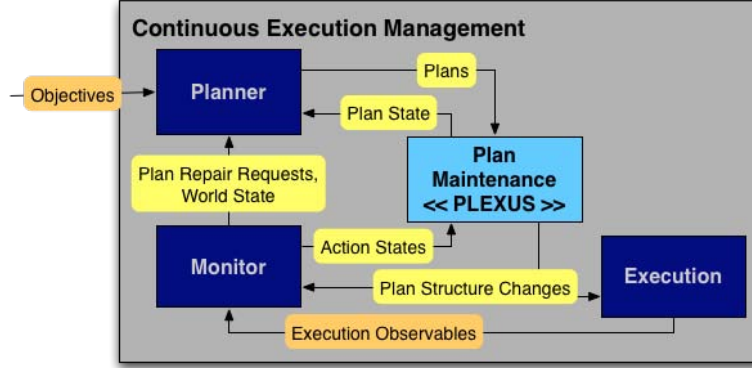 Continuous Execution Management
Planner
Plans
Objectives
Plan State
Plan
Maintenance
<< PLEXUS >>
Plan Repair Requests,
World State
Action States
Monitor
Execution
Plan Structure Changes
Execution Observables